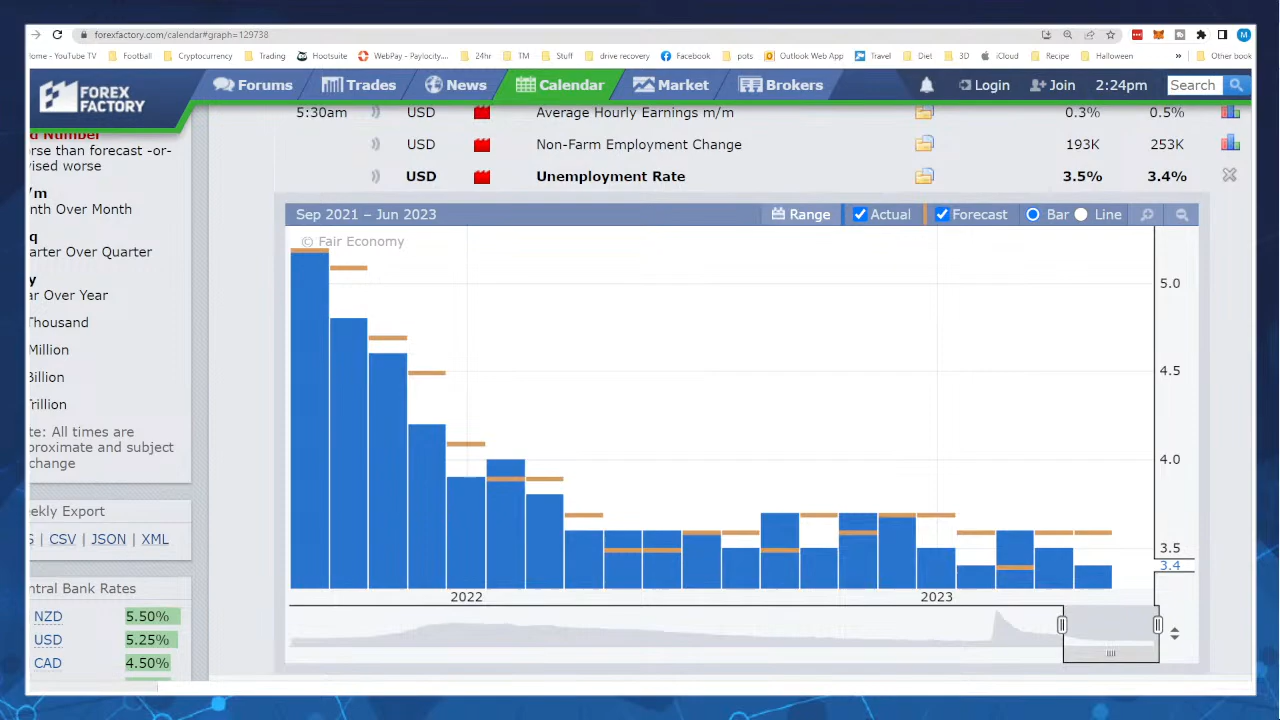 forexfactory.com/calendar#graph=129738
ome - YouTube TV Football Cryptocurrency Trading Hootsuite WebPay - Paylocity.... 24hr TM Stuff drive recovery Facebook pots Outlook Web App Travel Diet 3D iCloud Recipe Halloween » Other book
FOREX FACTORY
Forums Trades News Calendar Market Brokers Login Join 2:24pm Search
5:30am USD Average Hourly Earnings m/m 0.3% 0.5%
USD Non-Farm Employment Change 193K 253K
USD Unemployment Rate 3.5% 3.4%
d Number
orse than forecast -or-
vised worse
/m
nth Over Month
q
arter Over Quarter
y
ar Over Year
Thousand
Million
Billion
Trillion
te: All times are
proximate and subject
change
eekly Export
S | CSV | JSON | XML
ntral Bank Rates
NZD 5.50%
USD 5.25%
CAD 4.50%
Sep 2021 – Jun 2023 Range Actual Forecast Bar Line
© Fair Economy
5.0
4.5
4.0
3.5
3.4
2022 2023